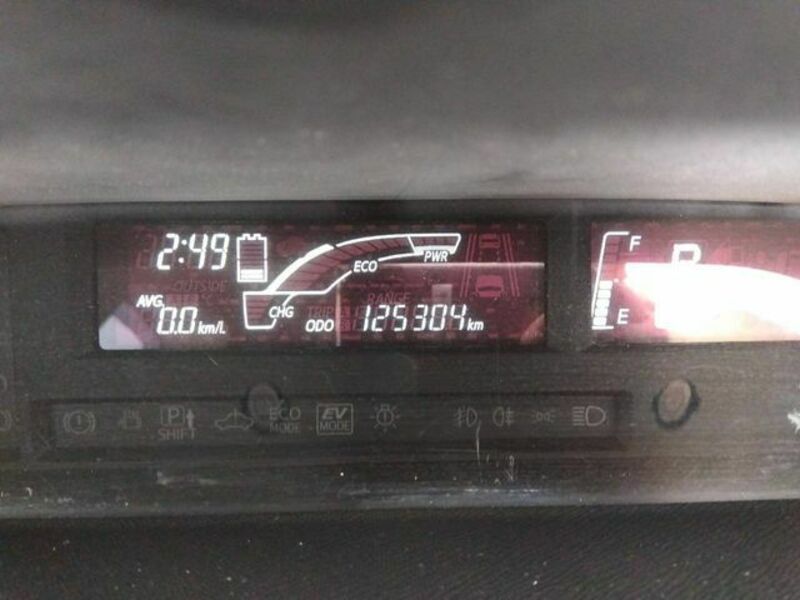 2:49
ECO
PWR
F
P
OUTSIDE
AVG.
0.0 km/L
CHG
TRIP
RANGE
ODO 125304 km
E
P
SHIFT
ECO
MODE
EV
MODE